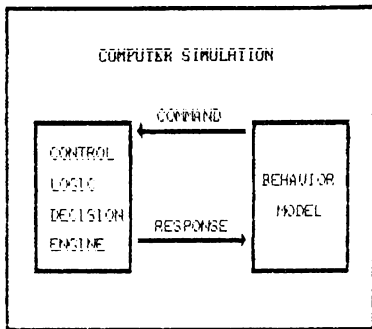 COMPUTER SIMULATION
COMMAND
CONTROL
LOGIC
DECISION
ENGINE
BEHAVIOR
MODEL
RESPONSE